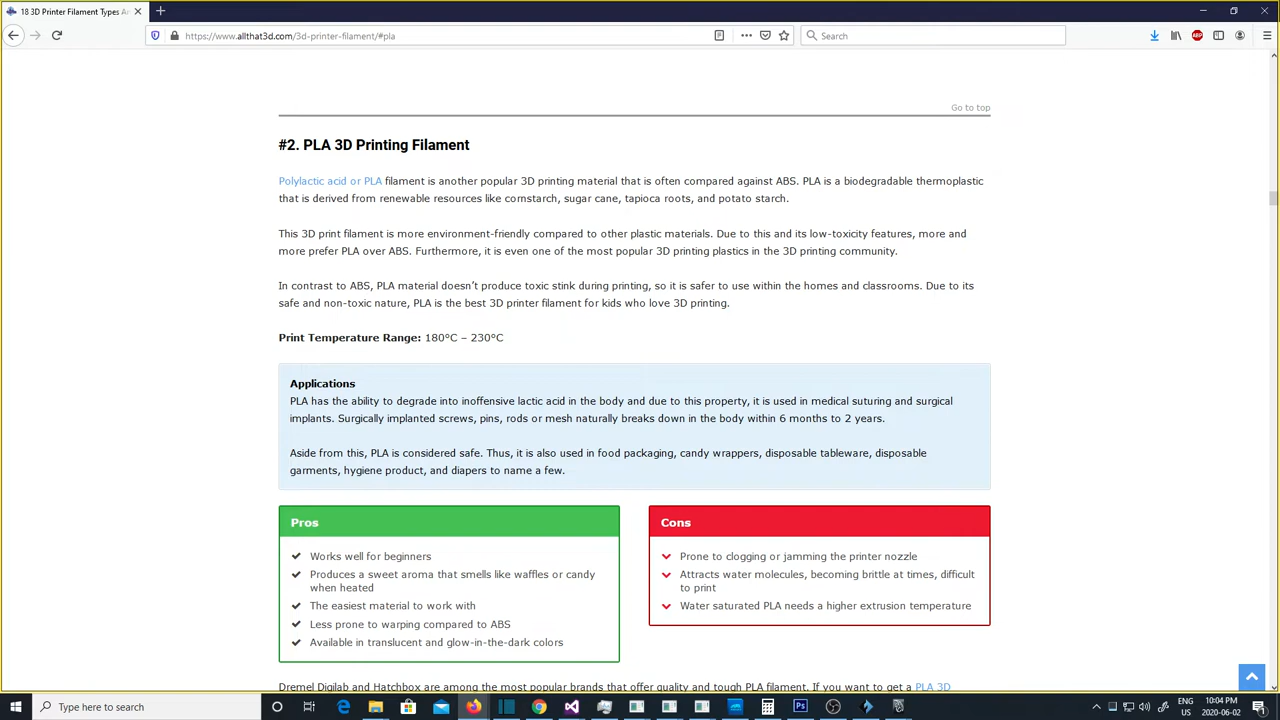 18 3D Printer Filament Types An
https://www.allthat3d.com/3d-printer-filament/#pla
Search
Go to top
#2. PLA 3D Printing Filament
Polylactic acid or PLA filament is another popular 3D printing material that is often compared against ABS. PLA is a biodegradable thermoplastic
that is derived from renewable resources like cornstarch, sugar cane, tapioca roots, and potato starch.
This 3D print filament is more environment-friendly compared to other plastic materials. Due to this and its low-toxicity features, more and
more prefer PLA over ABS. Furthermore, it is even one of the most popular 3D printing plastics in the 3D printing community.
In contrast to ABS, PLA material doesn't produce toxic stink during printing, so it is safer to use within the homes and classrooms. Due to its
safe and non-toxic nature, PLA is the best 3D printer filament for kids who love 3D printing.
Print Temperature Range: 180°C – 230°C
Applications
PLA has the ability to degrade into inoffensive lactic acid in the body and due to this property, it is used in medical suturing and surgical
implants. Surgically implanted screws, pins, rods or mesh naturally breaks down in the body within 6 months to 2 years.
Aside from this, PLA is considered safe. Thus, it is also used in food packaging, candy wrappers, disposable tableware, disposable
garments, hygiene product, and diapers to name a few.
Pros
Works well for beginners
Produces a sweet aroma that smells like waffles or candy
when heated
The easiest material to work with
Less prone to warping compared to ABS
Available in translucent and glow-in-the-dark colors
Cons
Prone to clogging or jamming the printer nozzle
Attracts water molecules, becoming brittle at times, difficult
to print
Water saturated PLA needs a higher extrusion temperature
Dremel Digilab and Hatchbox are among the most popular brands that offer quality and tough PLA filament. If you want to get a PLA 3D
Type here to search
ENG
US
10:04 PM
2020-06-02